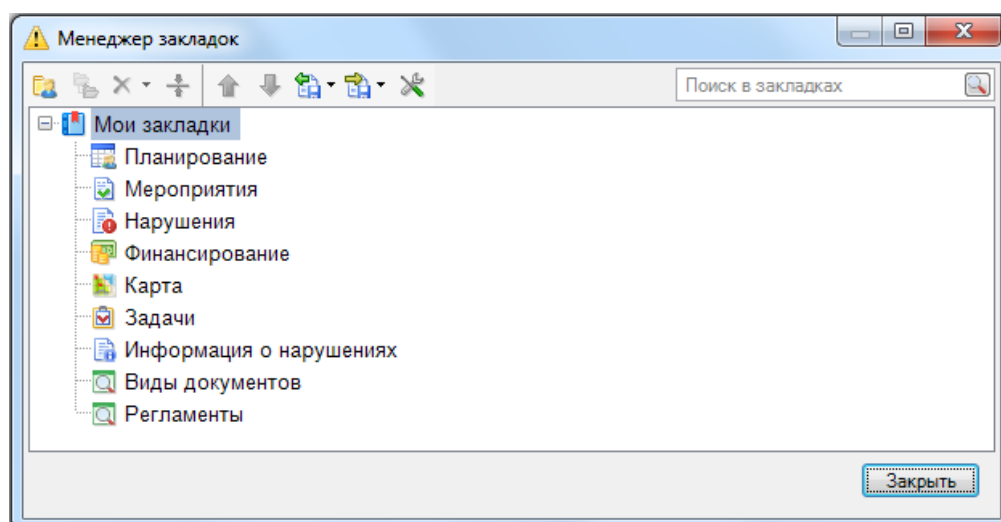 Менеджер закладок
Поиск в закладках
Мои закладки
Планирование
Мероприятия
Нарушения
Финансирование
Карта
Задачи
Информация о нарушениях
Виды документов
Регламенты
Закрыть